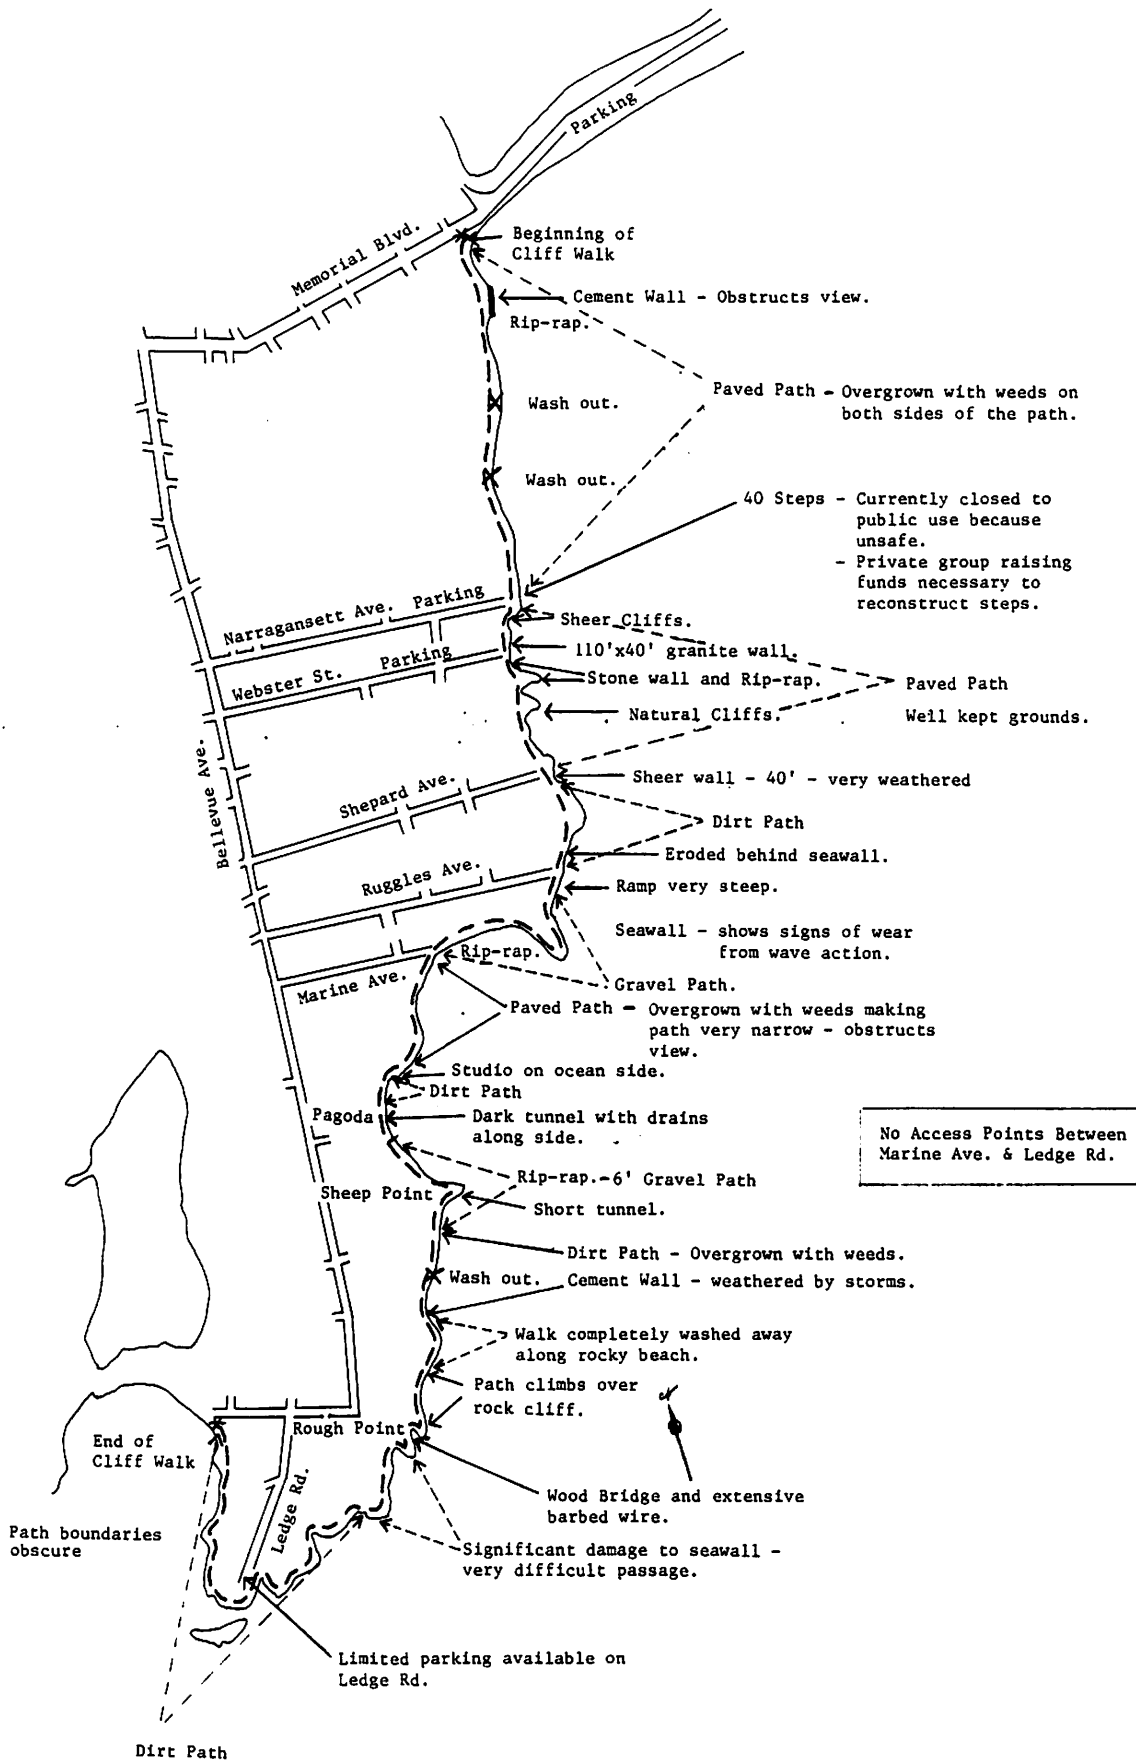 Parking
Memorial Blvd.
Beginning of
Cliff Walk
Cement Wall - Obstructs view.
Rip-rap.
Paved Path - Overgrown with weeds on
both sides of the path.
Wash out.
Wash out.
40 Steps - Currently closed to
public use because
unsafe.
- Private group raising
funds necessary to
reconstruct steps.
Narragansett Ave. Parking
Sheer Cliffs.
110'x40' granite wall.
Webster St. Parking
Stone wall and Rip-rap.
Paved Path
Well kept grounds.
Natural Cliffs.
Bellevue Ave.
Shepard Ave.
Sheer wall - 40' - very weathered
Dirt Path
Eroded behind seawall.
Ruggles Ave.
Ramp very steep.
Seawall - shows signs of wear
from wave action.
Rip-rap.
Marine Ave.
Gravel Path.
Paved Path - Overgrown with weeds making
path very narrow - obstructs
view.
Studio on ocean side.
Dirt Path
Pagoda
Dark tunnel with drains
along side.
No Access Points Between
Marine Ave. & Ledge Rd.
Rip-rap.-6' Gravel Path
Sheep Point
Short tunnel.
Dirt Path - Overgrown with weeds.
Wash out.
Cement Wall - weathered by storms.
Walk completely washed away
along rocky beach.
Path climbs over
rock cliff.
N
Rough Point
End of
Cliff Walk
Ledge Rd.
Wood Bridge and extensive
barbed wire.
Path boundaries
obscure
Significant damage to seawall -
very difficult passage.
Limited parking available on
Ledge Rd.
Dirt Path